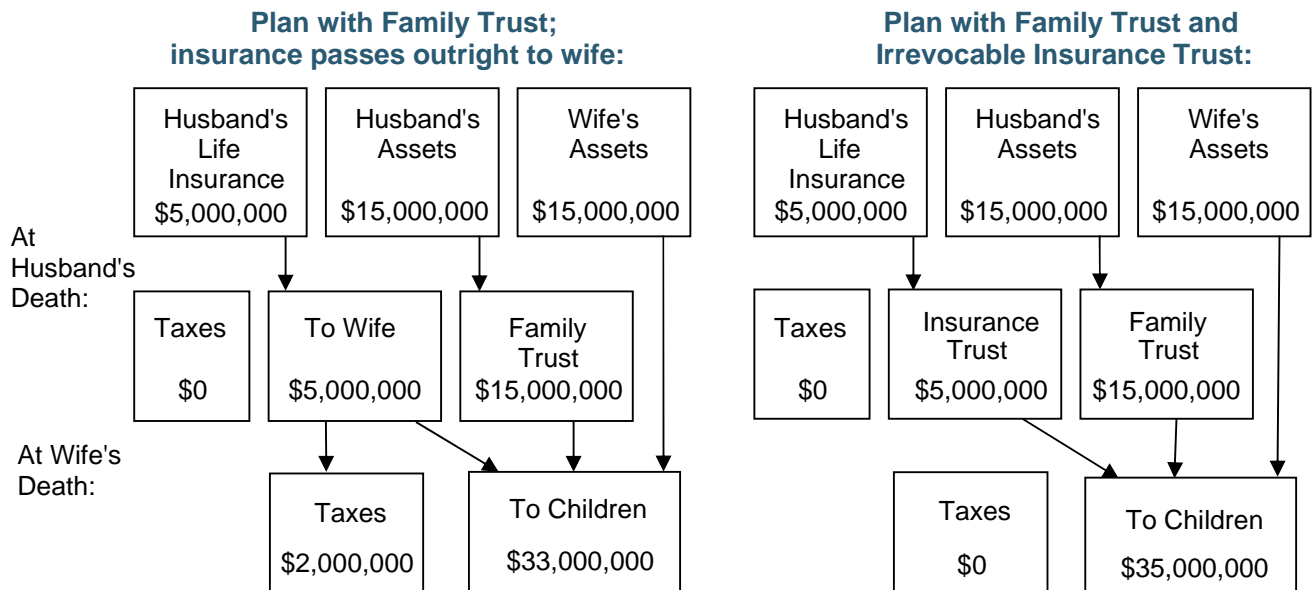 Plan with Family Trust;
insurance passes outright to wife:
Husband's
Life
Insurance
$5,000,000
Husband's
Assets
$15,000,000
Wife's
Assets
$15,000,000
At
Husband's
Death:
Taxes
$0
To Wife
$5,000,000
Family
Trust
$15,000,000
At Wife's
Death:
Taxes
$2,000,000
To Children
$33,000,000
Plan with Family Trust and
Irrevocable Insurance Trust:
Husband's
Life
Insurance
$5,000,000
Husband's
Assets
$15,000,000
Wife's
Assets
$15,000,000
Taxes
$0
Insurance
Trust
$5,000,000
Family
Trust
$15,000,000
Taxes
$0
To Children
$35,000,000